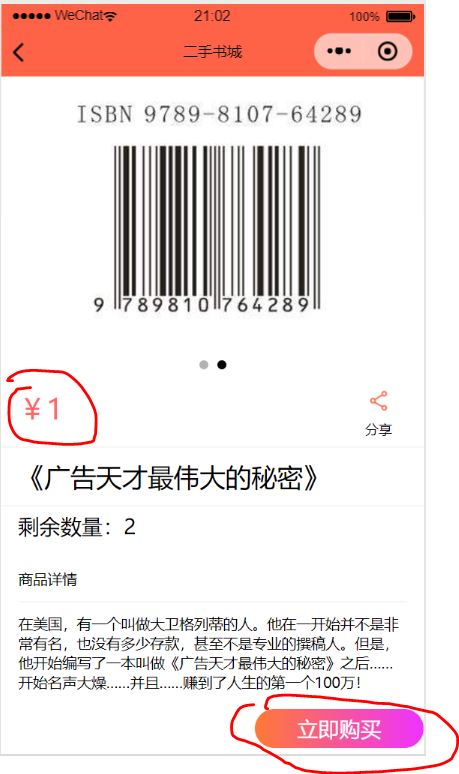 WeChat 21:02 100%
二手书城
ISBN 9789-8107-64289
9 789810 764289
￥1
分享
《广告天才最伟大的秘密》
剩余数量：2
商品详情
在美国，有一个叫做大卫格列蒂的人。他在一开始并不是非
常有名，也没有多少存款，甚至不是专业的撰稿人。但是，
他开始编写了一本叫做《广告天才最伟大的秘密》之后......
开始名声大燥......并且......赚到了人生的第一个100万！
立即购买